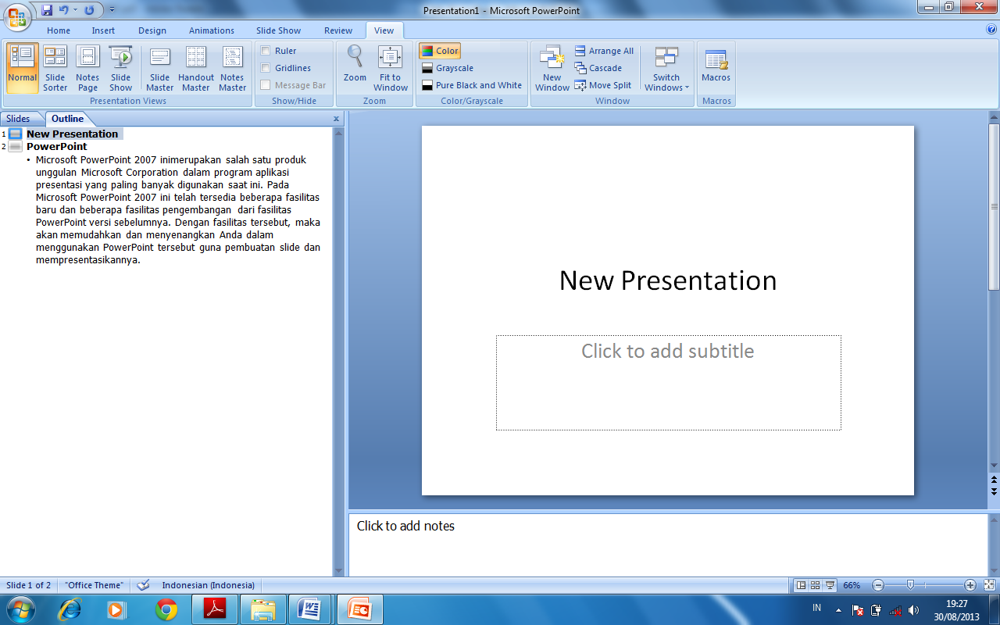 Presentation1 - Microsoft PowerPoint
Home Insert Design Animations Slide Show Review View
Normal Slide Sorter Notes Page Slide Show Slide Master Handout Master Notes Master
Presentation Views
Ruler
Gridlines
Message Bar
Show/Hide
Zoom Fit to Window
Zoom
Color
Grayscale
Pure Black and White
Color/Grayscale
New Window
Arrange All
Cascade
Move Split
Switch Windows
Window
Macros
Macros
Slides Outline x
1 New Presentation
2 PowerPoint
• Microsoft PowerPoint 2007 inimerupakan salah satu produk
unggulan Microsoft Corporation dalam program aplikasi
presentasi yang paling banyak digunakan saat ini. Pada
Microsoft PowerPoint 2007 ini telah tersedia beberapa fasilitas
baru dan beberapa fasilitas pengembangan dari fasilitas
PowerPoint versi sebelumnya. Dengan fasilitas tersebut, maka
akan memudahkan dan menyenangkan Anda dalam
menggunakan PowerPoint tersebut guna pembuatan slide dan
mempresentasikannya.
New Presentation
Click to add subtitle
Click to add notes
Slide 1 of 2 "Office Theme" Indonesian (Indonesia) 66%
IN 19:27
30/08/2013